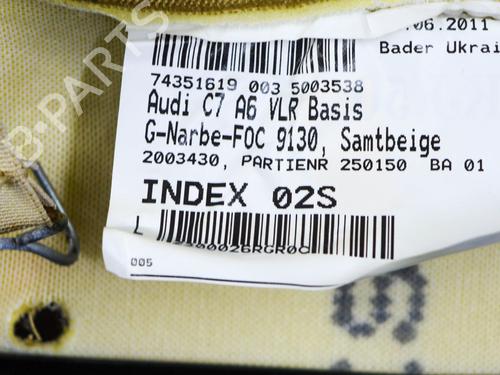 .06.2011
Bader Ukrai
74351619 003 5003538
Audi C7 A6 VLR Basis
G-Narbe-FOC 9130, Samtbeige
2003430, PARTIENR 250150 BA 01
INDEX 02S
L
005
B-PARTS